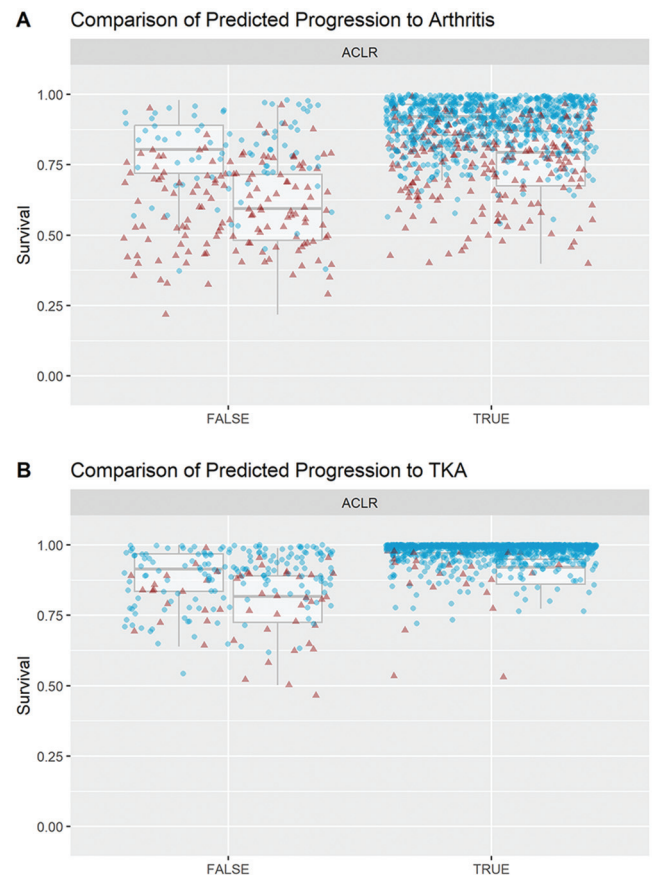 A Comparison of Predicted Progression to Arthritis
ACLR
1.00
0.75
0.50
0.25
0.00
Survival
FALSE TRUE
B Comparison of Predicted Progression to TKA
ACLR
1.00
0.75
0.50
0.25
0.00
Survival
FALSE TRUE